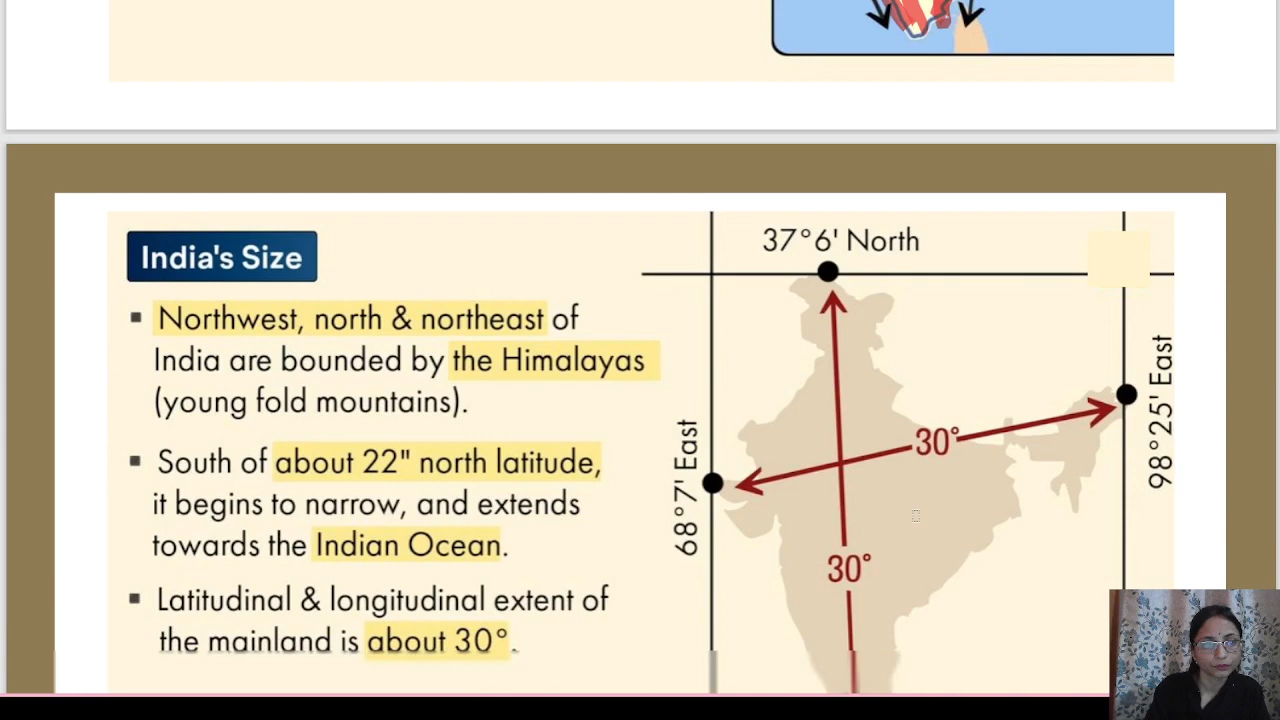 India's Size
▪ Northwest, north & northeast of
India are bounded by the Himalayas
(young fold mountains).
▪ South of about 22" north latitude,
it begins to narrow, and extends
towards the Indian Ocean.
▪ Latitudinal & longitudinal extent of
the mainland is about 30°.
37°6' North
68°7' East
98°25' East
30°
30°